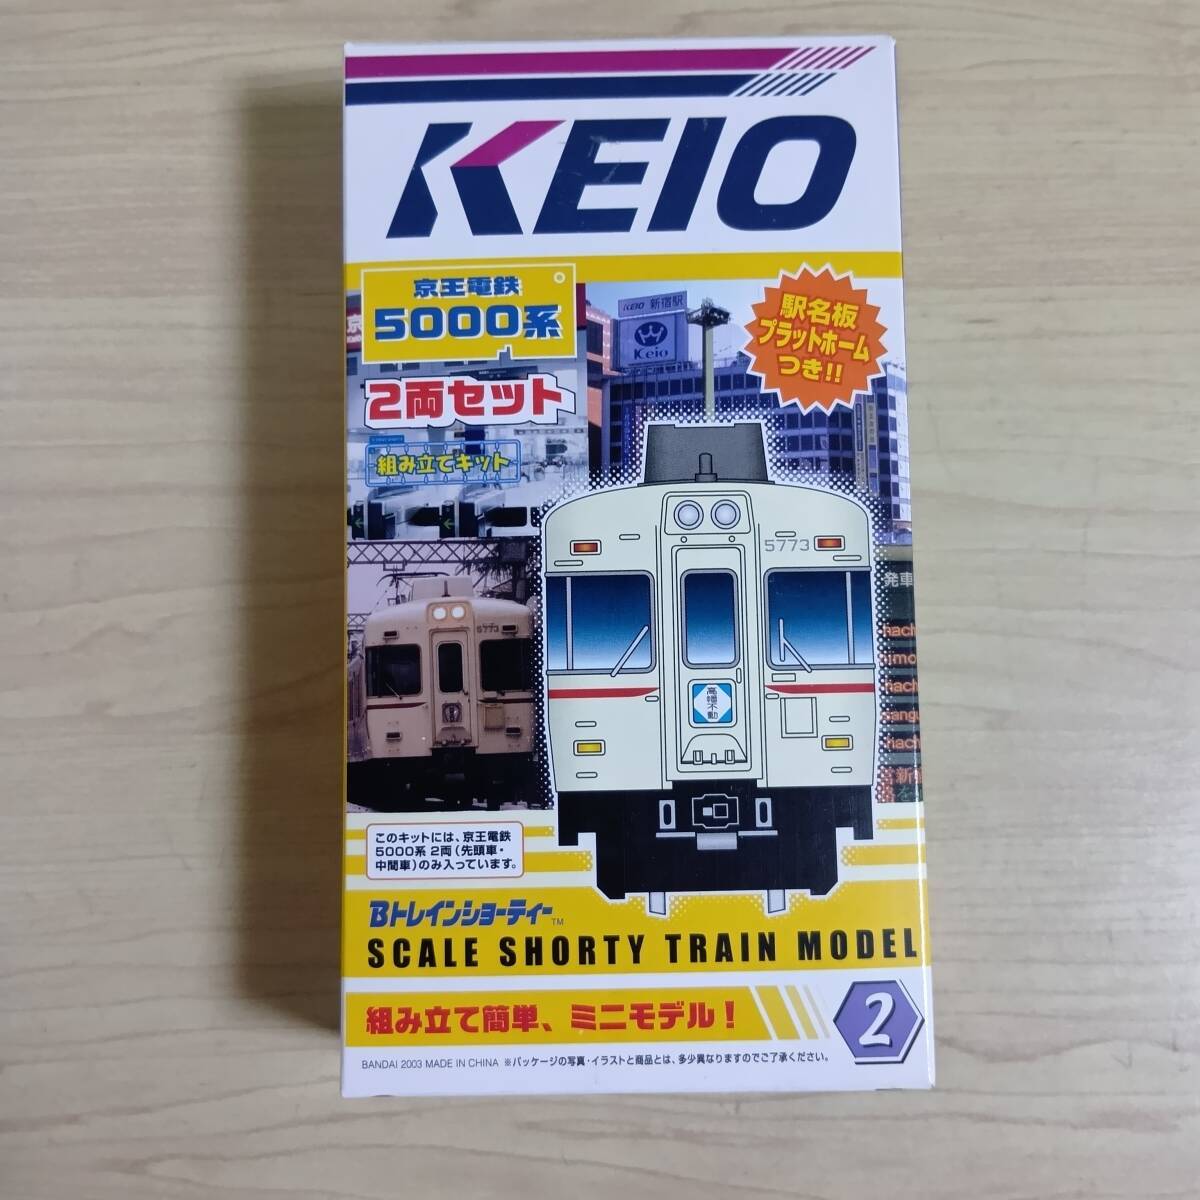 KEIO
京王電鉄
5000系
2両セット
組み立てキット
KEIO 新宿駅
Keio
駅名板
プラットホーム
つき!!
5773
高幡不動
5773
発車
このキットには、京王電鉄
5000系 2両(先頭車・
中間車)のみ入っています。
Bトレインショーティー™
SCALE SHORTY TRAIN MODEL
組み立て簡単、ミニモデル!
2
BANDAI 2003 MADE IN CHINA ※パッケージの写真・イラストと商品とは、多少異なりますのでご了承ください。